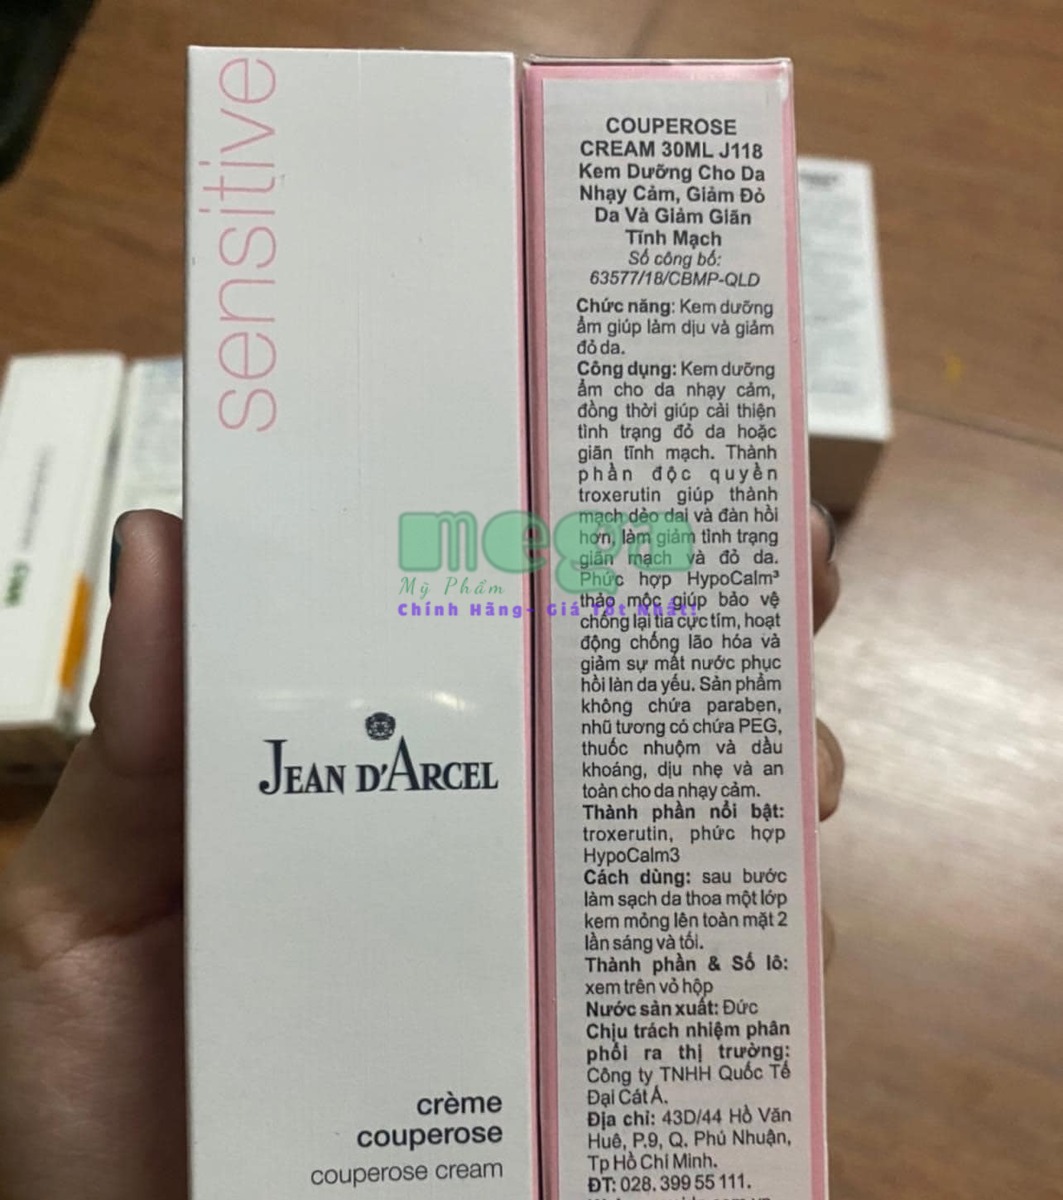 sensitive
JEAN D'ARCEL
crème
couperose
couperose cream
COUPEROSE
CREAM 30ML J118
Kem Dưỡng Cho Da
Nhạy Cảm, Giảm Đỏ
Da Và Giảm Giãn
Tĩnh Mạch
Số công bố:
63577/18/CBMP-QLD
Chức năng: Kem dưỡng
ẩm giúp làm dịu và giảm
đỏ da.
Công dụng: Kem dưỡng
ẩm cho da nhạy cảm,
đồng thời giúp cải thiện
tình trạng đỏ da hoặc
giãn tĩnh mạch. Thành
phần độc quyền
troxerutin giúp thành
mạch dẻo dai và đàn hồi
hơn, làm giảm tình trạng
giãn mạch và đỏ da.
Phức hợp HypoCalm³
thảo mộc giúp bảo vệ
chống lại tia cực tím, hoạt
động chống lão hóa và
giảm sự mất nước phục
hồi làn da yếu. Sản phẩm
không chứa paraben,
nhũ tương có chứa PEG,
thuốc nhuộm và dầu
khoáng, dịu nhẹ và an
toàn cho da nhạy cảm.
Thành phần nổi bật:
troxerutin, phức hợp
HypoCalm3
Cách dùng: sau bước
làm sạch da thoa một lớp
kem mỏng lên toàn mặt 2
lần sáng và tối.
Thành phần & Số lô:
xem trên vỏ hộp
Nước sản xuất: Đức
Chịu trách nhiệm phân
phối ra thị trường:
Công ty TNHH Quốc Tế
Đại Cát Á.
Địa chỉ: 43D/44 Hồ Văn
Huê, P.9, Q. Phú Nhuận,
Tp Hồ Chí Minh.
ĐT: 028. 399 55 111.
mega
Mỹ Phẩm
Chính Hãng- Giá Tốt Nhất!